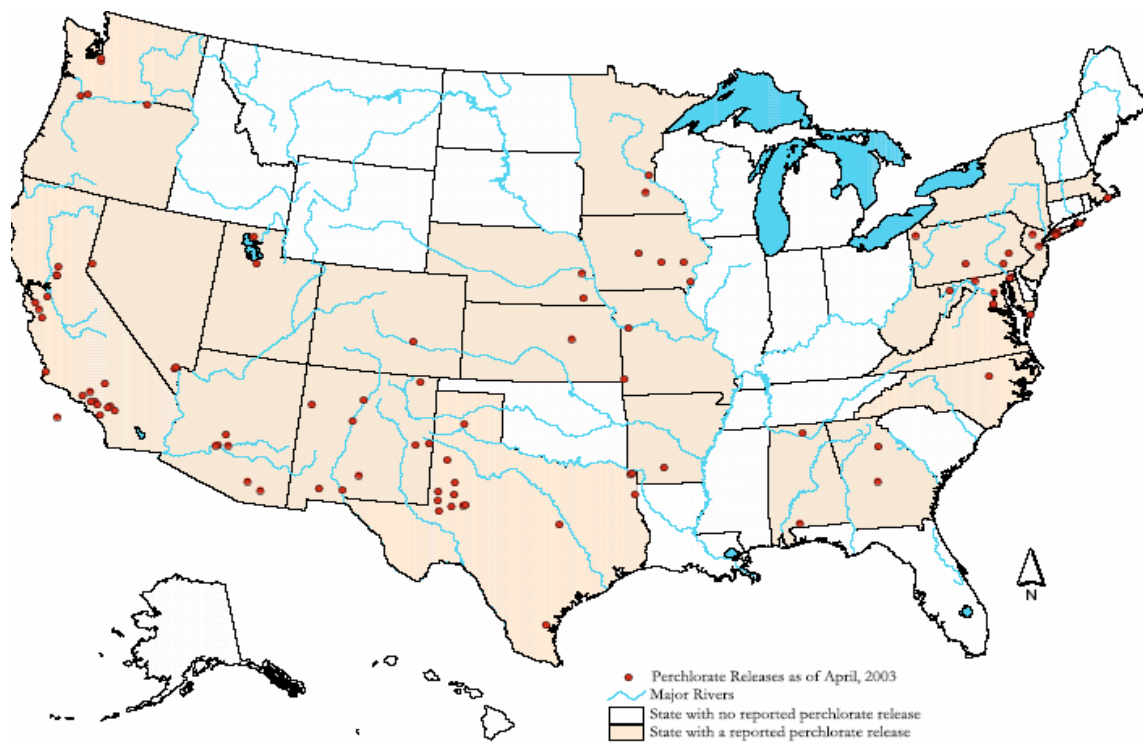 N
Perchlorate Releases as of April, 2003
Major Rivers
State with no reported perchlorate release
State with a reported perchlorate release